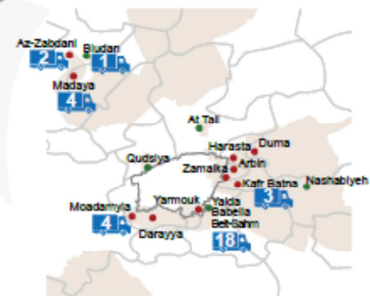 Az-Zabdani Bludan
2 1
Madaya
4
At Tall
Harasta Duma
Qudsiya Zamalka Arbin
Kafr Batna Nashabiyeh
3
Moadamyia Yarmouk Yalda
4 Darayya Babella
Beit-Sahm
18